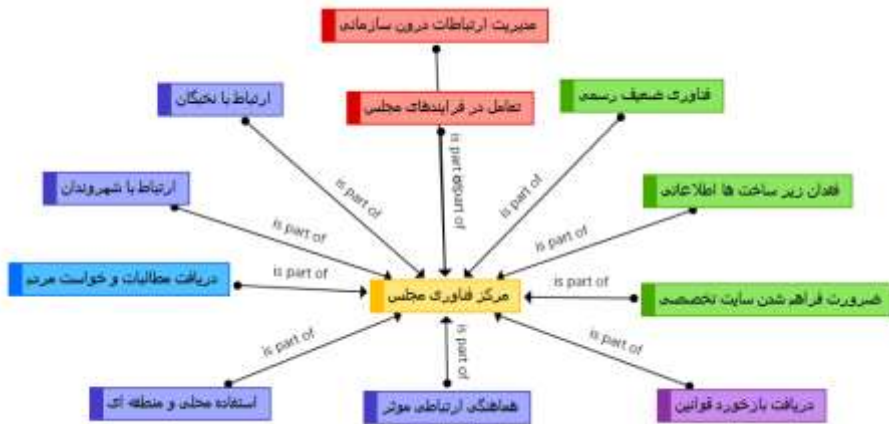 مدیریت ارتباطات درون سازمانی
ارتباط با نخبگان
تعامل در فرایندهای مجلس
فناوری ضعیف رسمی
is part of
is part of
is part of
is part of
ارتباط با شهروندان
فقدان زیر ساخت ها اطلاعاتی
is part of
is part of
دریافت مطالبات و خواست مردم
is part of
مرکز فناوری مجلس
is part of
ضرورت فراهم شدن سایت تخصصی
is part of
is part of
is part of
استفاده محلی و منطقه ای
هماهنگی ارتباطی موثر
دریافت بازخورد قوانین